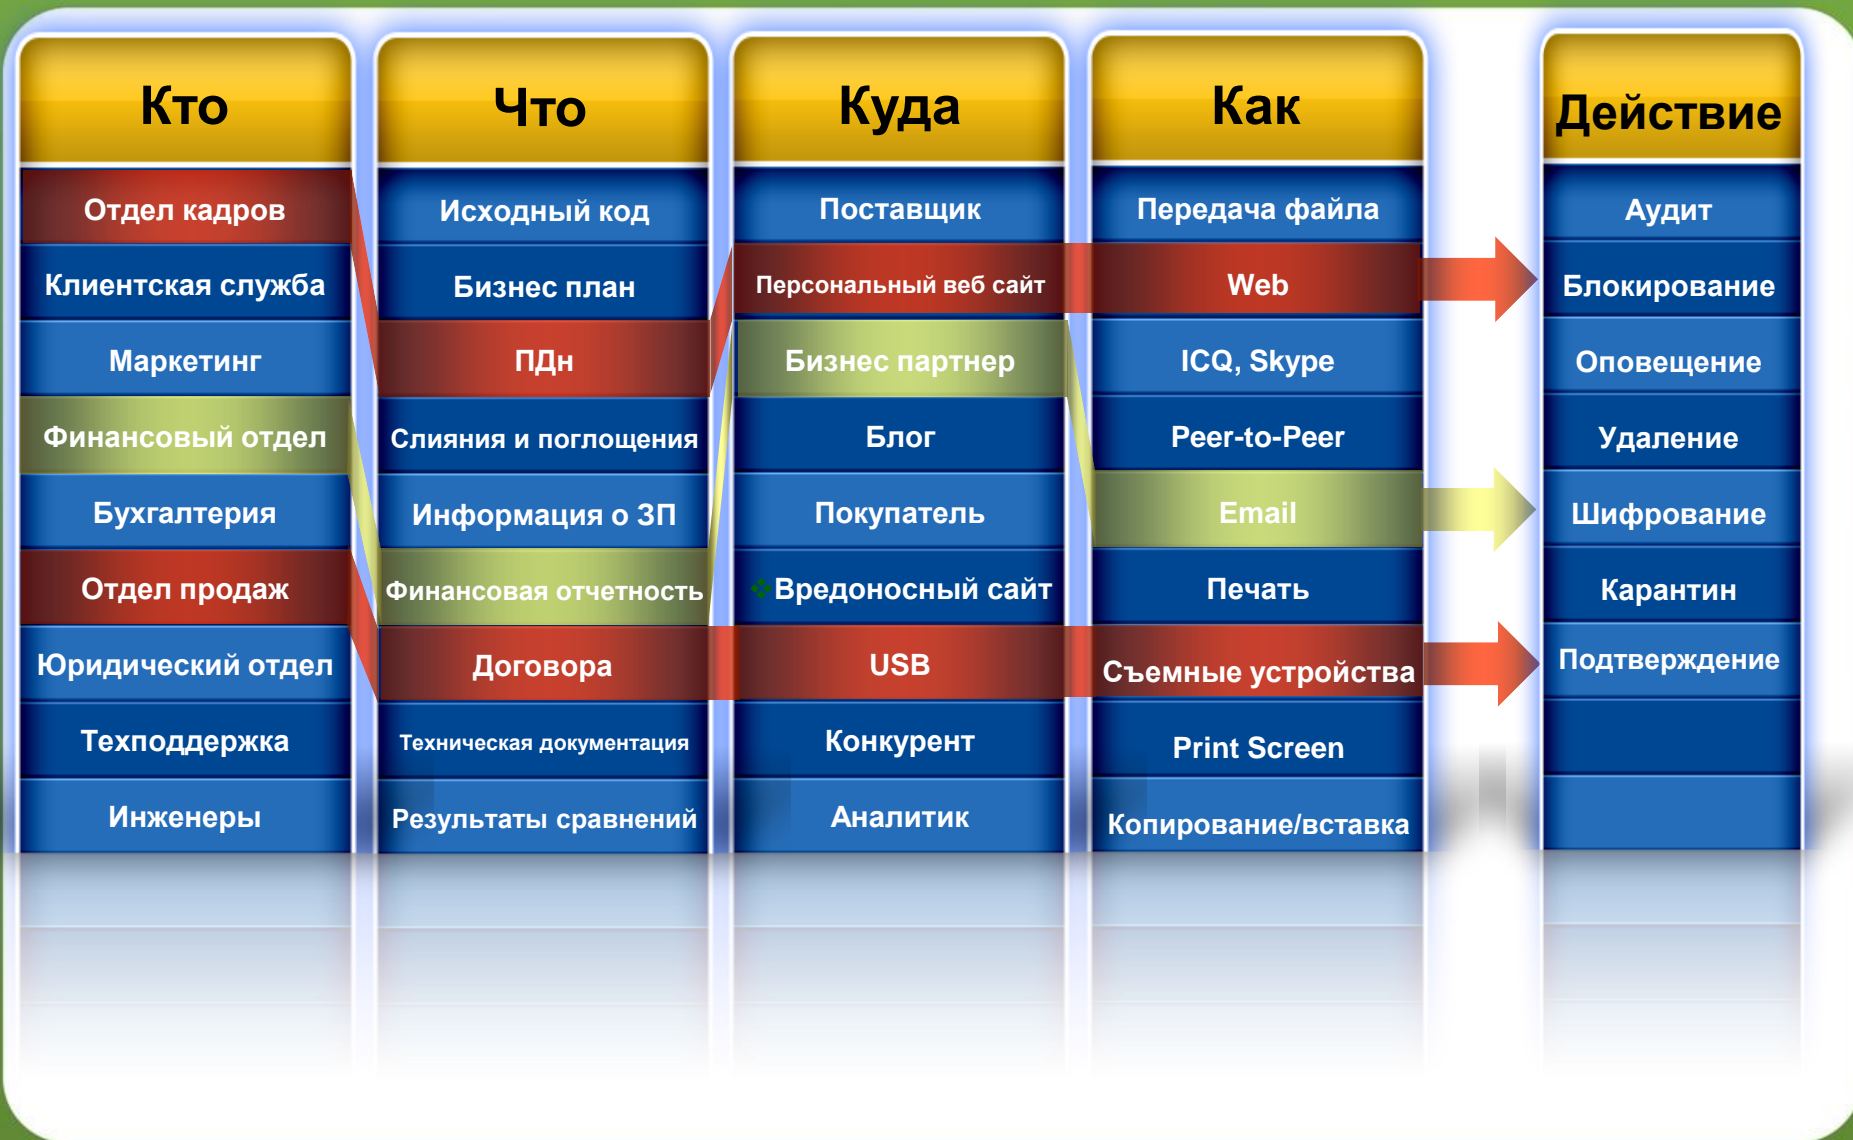 Кто
Отдел кадров
Клиентская служба
Маркетинг
Финансовый отдел
Бухгалтерия
Отдел продаж
Юридический отдел
Техподдержка
Инженеры
Что
Исходный код
Бизнес план
ПДн
Слияния и поглощения
Информация о ЗП
Финансовая отчетность
Договора
Техническая документация
Результаты сравнений
Куда
Поставщик
Персональный веб сайт
Бизнес партнер
Блог
Покупатель
❖Вредоносный сайт
USB
Конкурент
Аналитик
Как
Передача файла
Web
ICQ, Skype
Peer-to-Peer
Email
Печать
Съемные устройства
Print Screen
Копирование/вставка
Действие
Аудит
Блокирование
Оповещение
Удаление
Шифрование
Карантин
Подтверждение